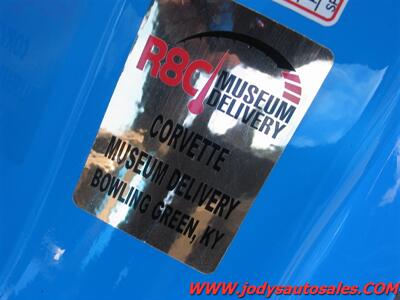 R8C MUSEUM
DELIVERY
CORVETTE
MUSEUM DELIVERY
BOWLING GREEN, KY
www.jodysautosales.COM